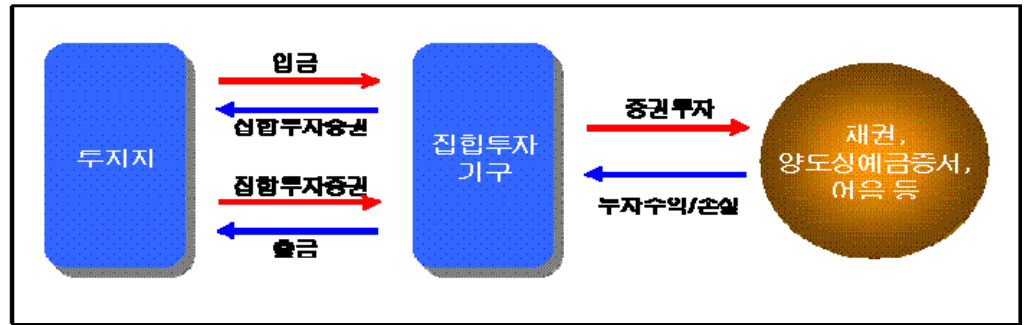 입금
집합투자증권
투자자
집합투자증권
출금
집합투자
기구
증권투자
투자수익/손실
채권,
양도성예금증서,
어음 등